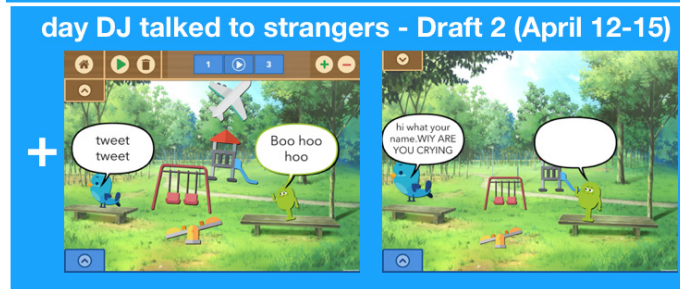 day DJ talked to strangers - Draft 2 (April 12-15)
1
3
tweet
tweet
Boo hoo
hoo
hi what your
name.WIY ARE
YOU CRYING